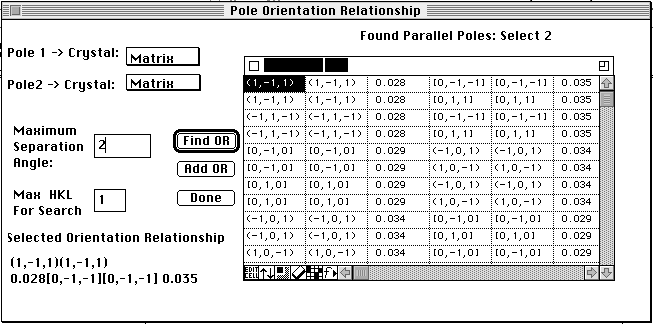 Pole Orientation Relationship
Found Parallel Poles: Select 2
Pole 1 -> Crystal: Matrix
Pole2 -> Crystal: Matrix
Maximum
Separation
Angle:
2
Find OR
Add OR
Max HKL
For Search
1
Done
Selected Orientation Relationship
(1,-1,1)(1,-1,1)
0.028[0,-1,-1][0,-1,-1] 0.035
(1,-1,1) (1,-1,1) 0.028 [0,-1,-1] [0,-1,-1] 0.035
(1,-1,1) (1,-1,1) 0.028 [0,1,1] [0,1,1] 0.035
(-1,1,-1) (-1,1,-1) 0.028 [0,-1,-1] [0,-1,-1] 0.035
(-1,1,-1) (-1,1,-1) 0.028 [0,1,1] [0,1,1] 0.035
[0,-1,0] [0,-1,0] 0.029 (-1,0,1) (-1,0,1) 0.034
[0,-1,0] [0,-1,0] 0.029 (1,0,-1) (1,0,-1) 0.034
[0,1,0] [0,1,0] 0.029 (-1,0,1) (-1,0,1) 0.034
[0,1,0] [0,1,0] 0.029 (1,0,-1) (1,0,-1) 0.034
(-1,0,1) (-1,0,1) 0.034 [0,-1,0] [0,-1,0] 0.029
(-1,0,1) (-1,0,1) 0.034 [0,1,0] [0,1,0] 0.029
(1,0,-1) (1,0,-1) 0.034 [0,-1,0] [0,-1,0] 0.029
EDIT
CELL